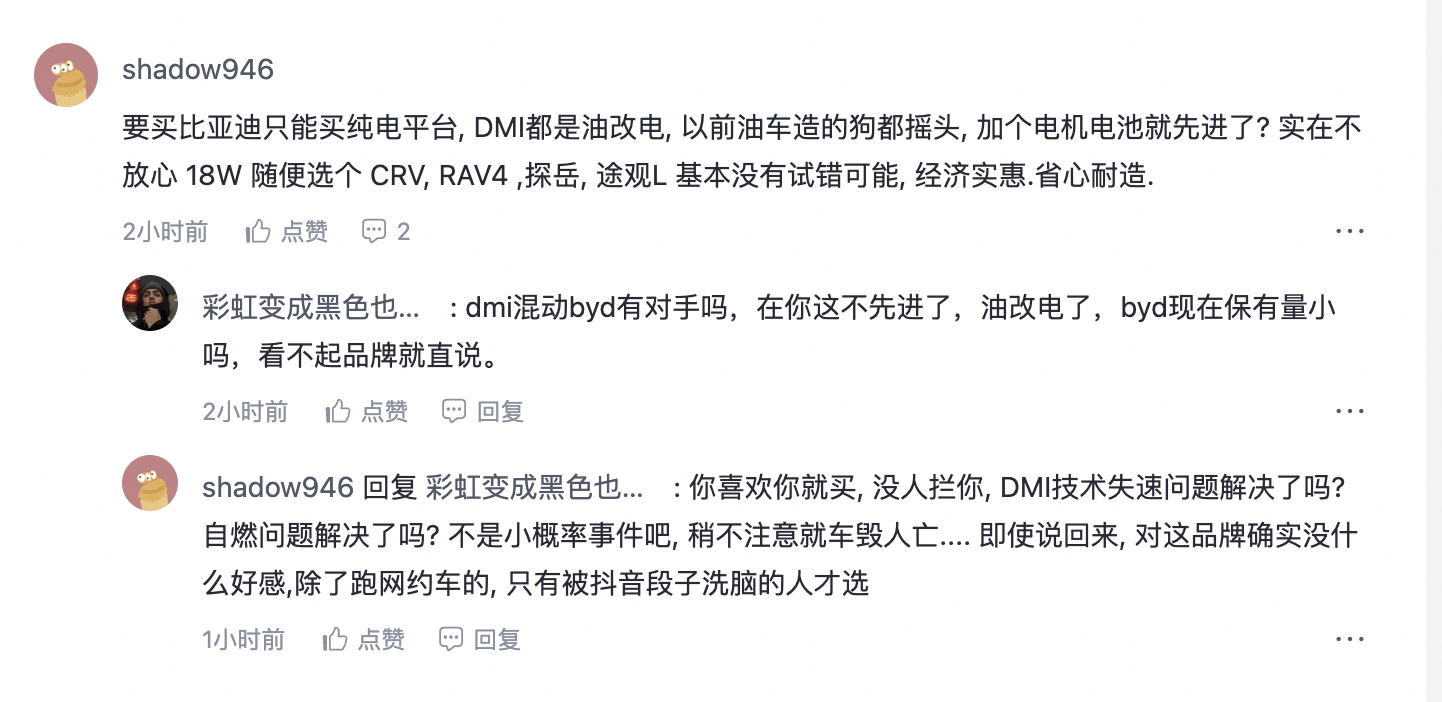 shadow946
要买比亚迪只能买纯电平台, DMI都是油改电, 以前油车造的狗都摇头, 加个电机电池就先进了? 实在不
放心 18W 随便选个 CRV, RAV4 ,探岳, 途观L 基本没有试错可能, 经济实惠.省心耐造.
2小时前 点赞 2
彩虹变成黑色也... : dmi混动byd有对手吗，在你这不先进了，油改电了，byd现在保有量小
吗，看不起品牌就直说。
2小时前 点赞 回复
shadow946 回复 彩虹变成黑色也... : 你喜欢你就买, 没人拦你, DMI技术失速问题解决了吗?
自燃问题解决了吗? 不是小概率事件吧, 稍不注意就车毁人亡.... 即使说回来, 对这品牌确实没什
么好感,除了跑网约车的, 只有被抖音段子洗脑的人才选
1小时前 点赞 回复